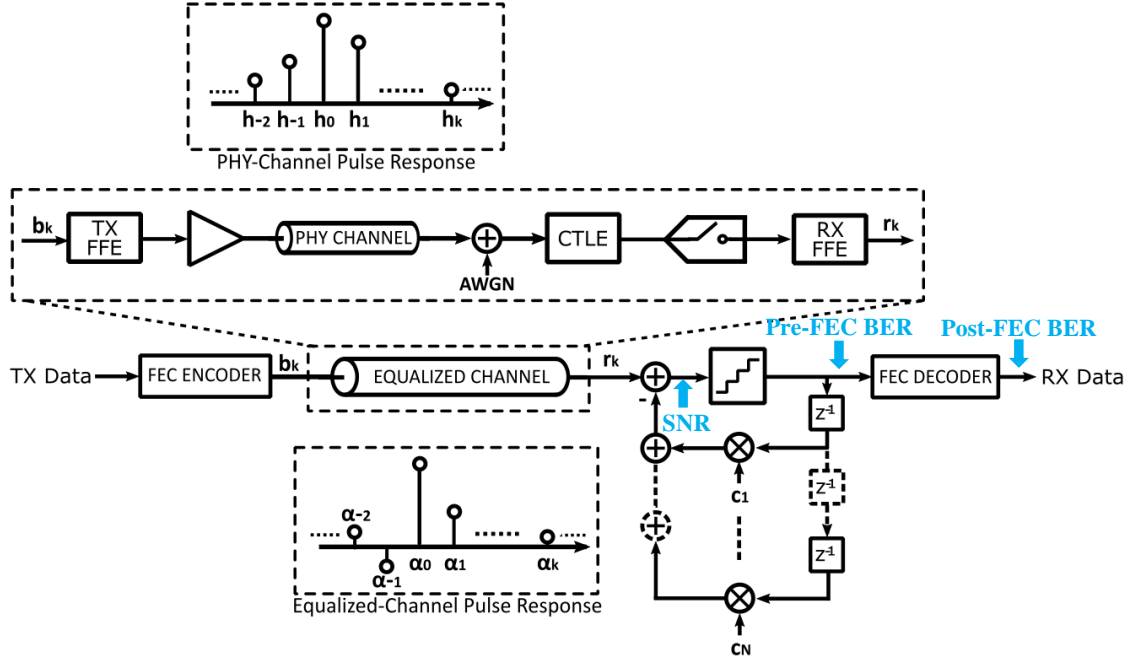 h-2 h-1 h0 h1 ...... hk
PHY-Channel Pulse Response
bk
TX
FFE
PHY CHANNEL
AWGN
CTLE
RX
FFE
rk
Pre-FEC BER
Post-FEC BER
TX Data
FEC ENCODER
bk
EQUALIZED CHANNEL
rk
+
-
SNR
FEC DECODER
RX Data
Z-1
c1
Z-1
Z-1
cN
α-2
α-1
α0 α1 αk
Equalized-Channel Pulse Response